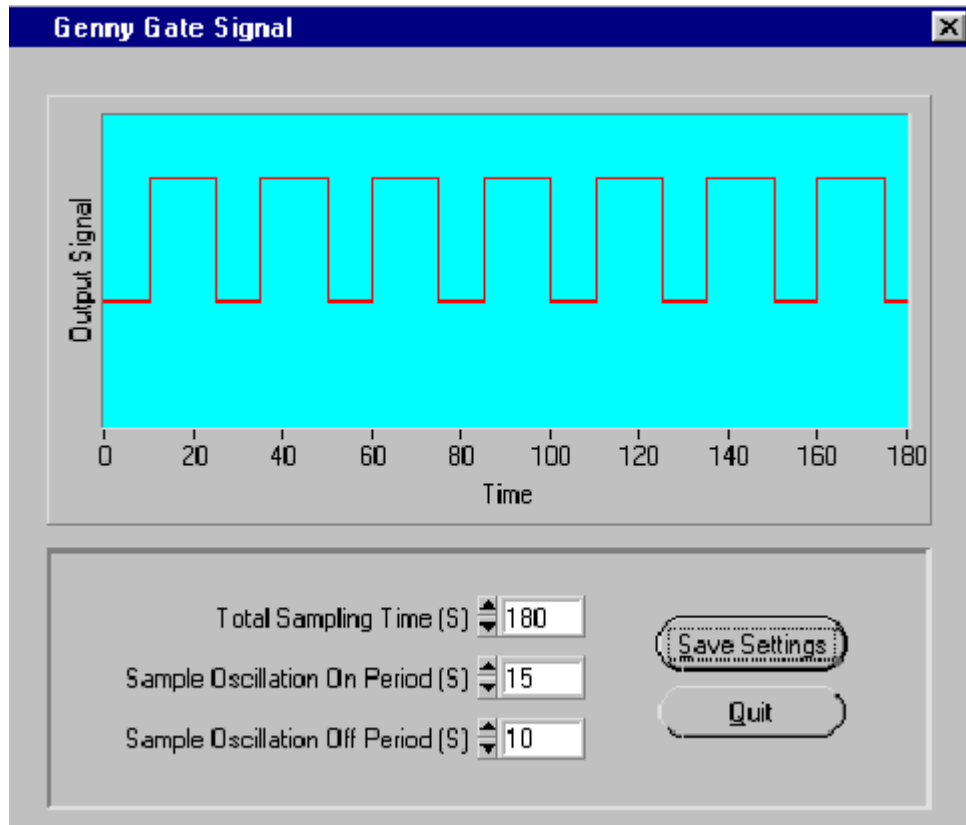 Genny Gate Signal
Output Signal
0 20 40 60 80 100 120 140 160 180
Time
Total Sampling Time (S) 180
Sample Oscillation On Period (S) 15
Sample Oscillation Off Period (S) 10
Save Settings
Quit